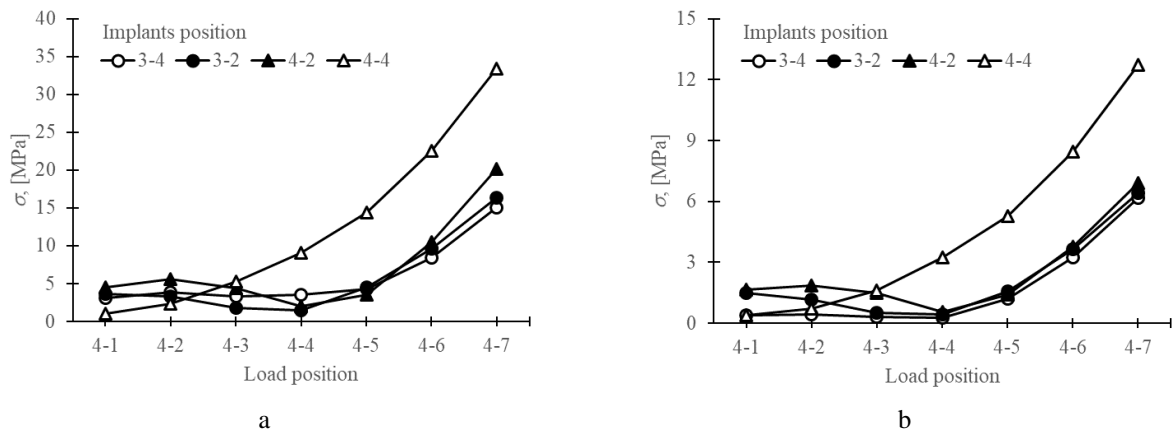 Implants position
3-4 3-2 4-2 4-4
40
35
30
25
20
15
10
5
0
σ, [MPa]
4-1 4-2 4-3 4-4 4-5 4-6 4-7
Load position
a
Implants position
3-4 3-2 4-2 4-4
15
12
9
6
3
0
σ, [MPa]
4-1 4-2 4-3 4-4 4-5 4-6 4-7
Load position
b